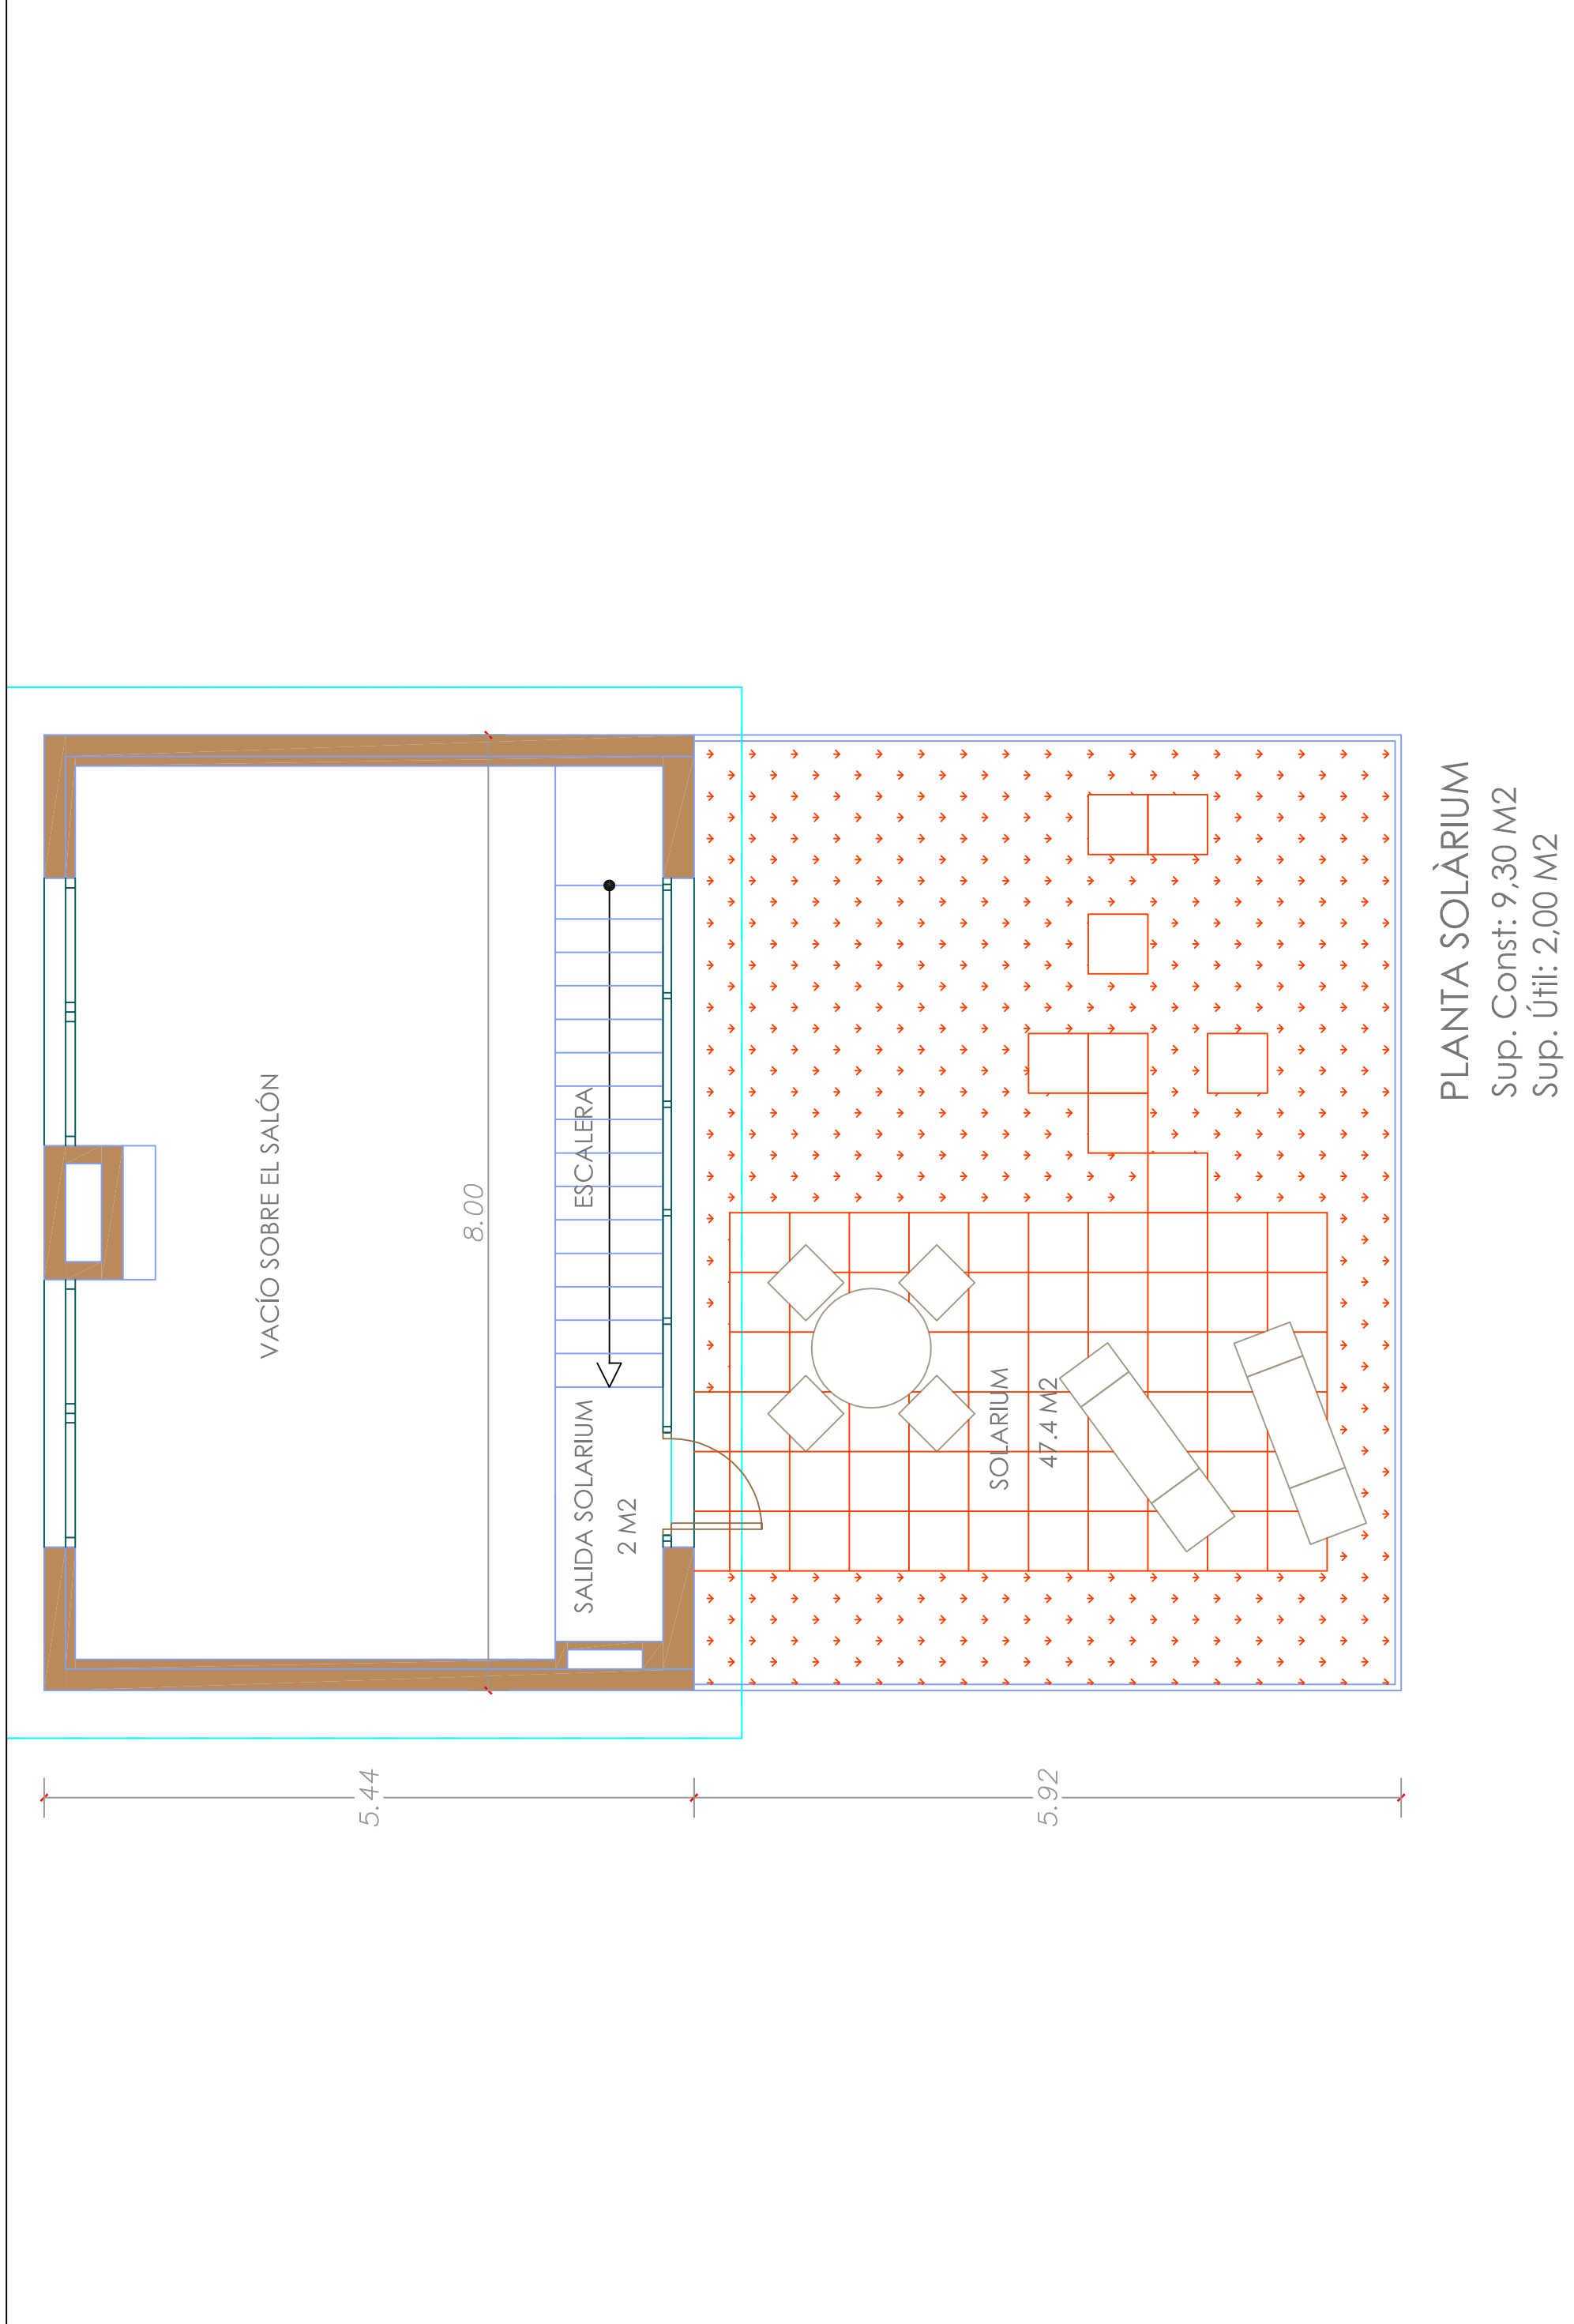 VACÍO SOBRE EL SALÓN
8.00
ESCALERA
SALIDA SOLARIUM
2 M2
SOLARIUM
47.4 M2
5.44
5.92
PLANTA SOLÀRIUM
Sup. Const: 9,30 M2
Sup. Útil: 2,00 M2